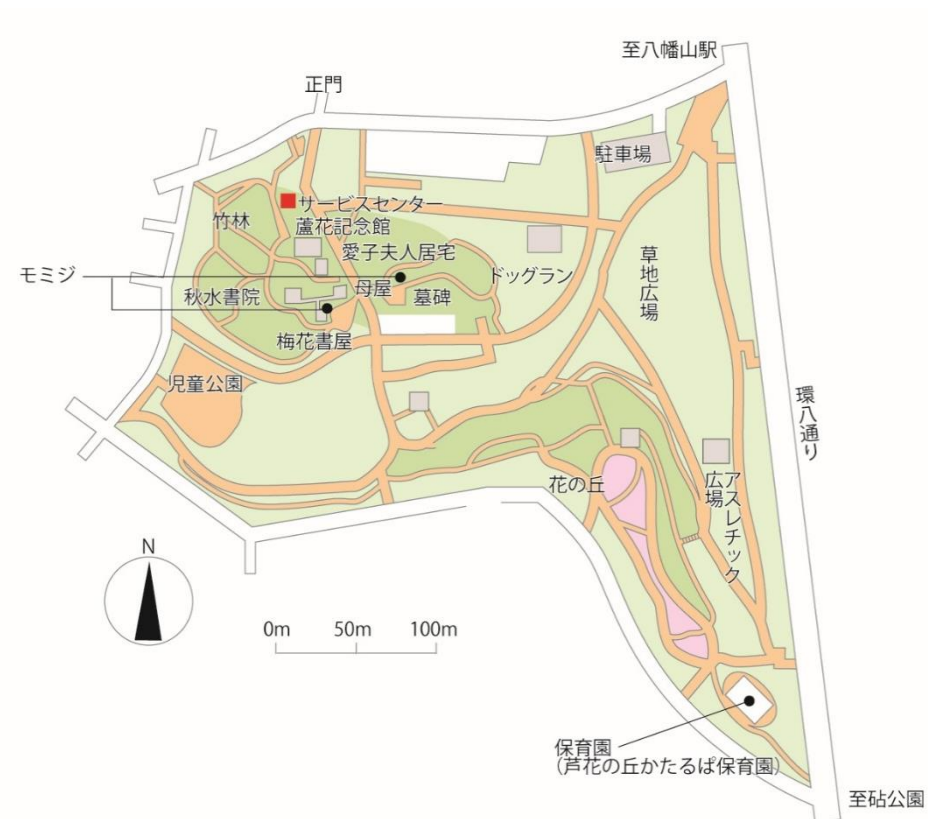 至八幡山駅
正門
駐車場
サービスセンター
蘆花記念館
竹林
愛子夫人居宅
モミジ
ドッグラン
草地広場
母屋
墓碑
秋水書院
梅花書屋
児童公園
環八通り
花の丘
アスレチック
広場
N
0m 50m 100m
保育園
（芦花の丘かたるぱ保育園）
至砧公園